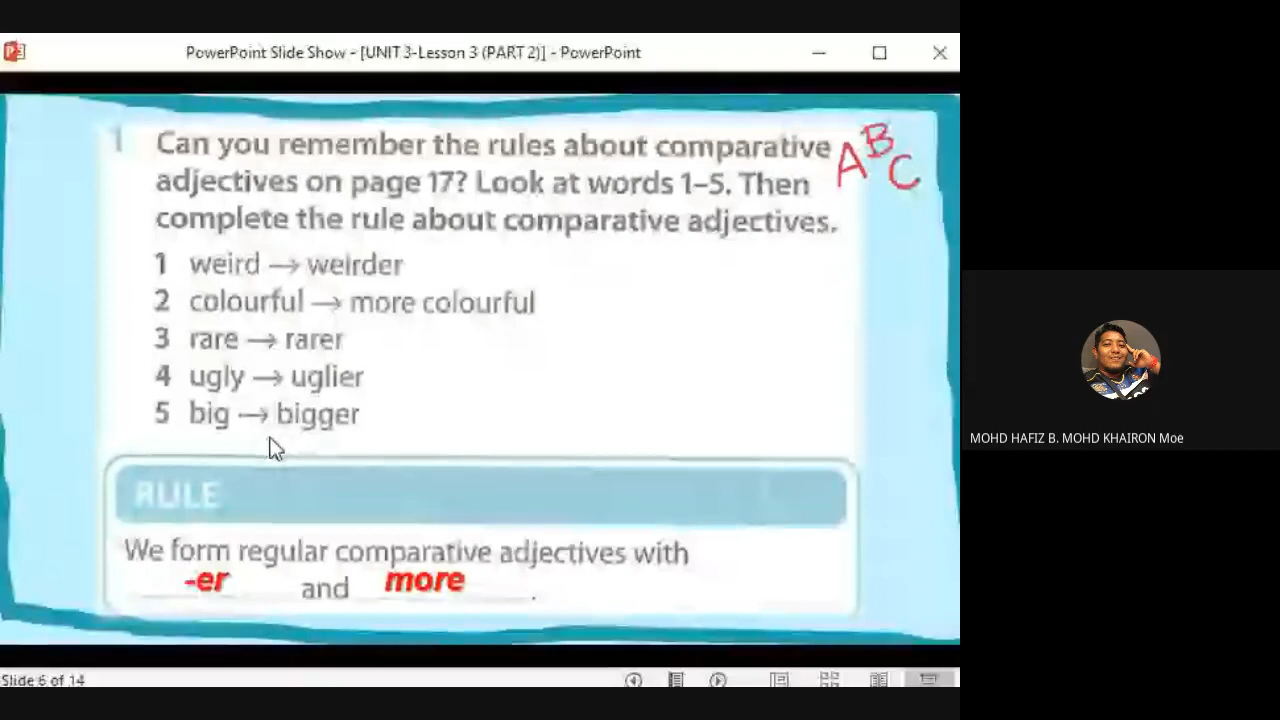 PowerPoint Slide Show - [UNIT 3-Lesson 3 (PART 2)] - PowerPoint
1 Can you remember the rules about comparative
adjectives on page 17? Look at words 1–5. Then
complete the rule about comparative adjectives.
A B C
1 weird → weirder
2 colourful → more colourful
3 rare → rarer
4 ugly → uglier
5 big → bigger
RULE
We form regular comparative adjectives with
-er and more .
MOHD HAFIZ B. MOHD KHAIRON Moe
Slide 6 of 14